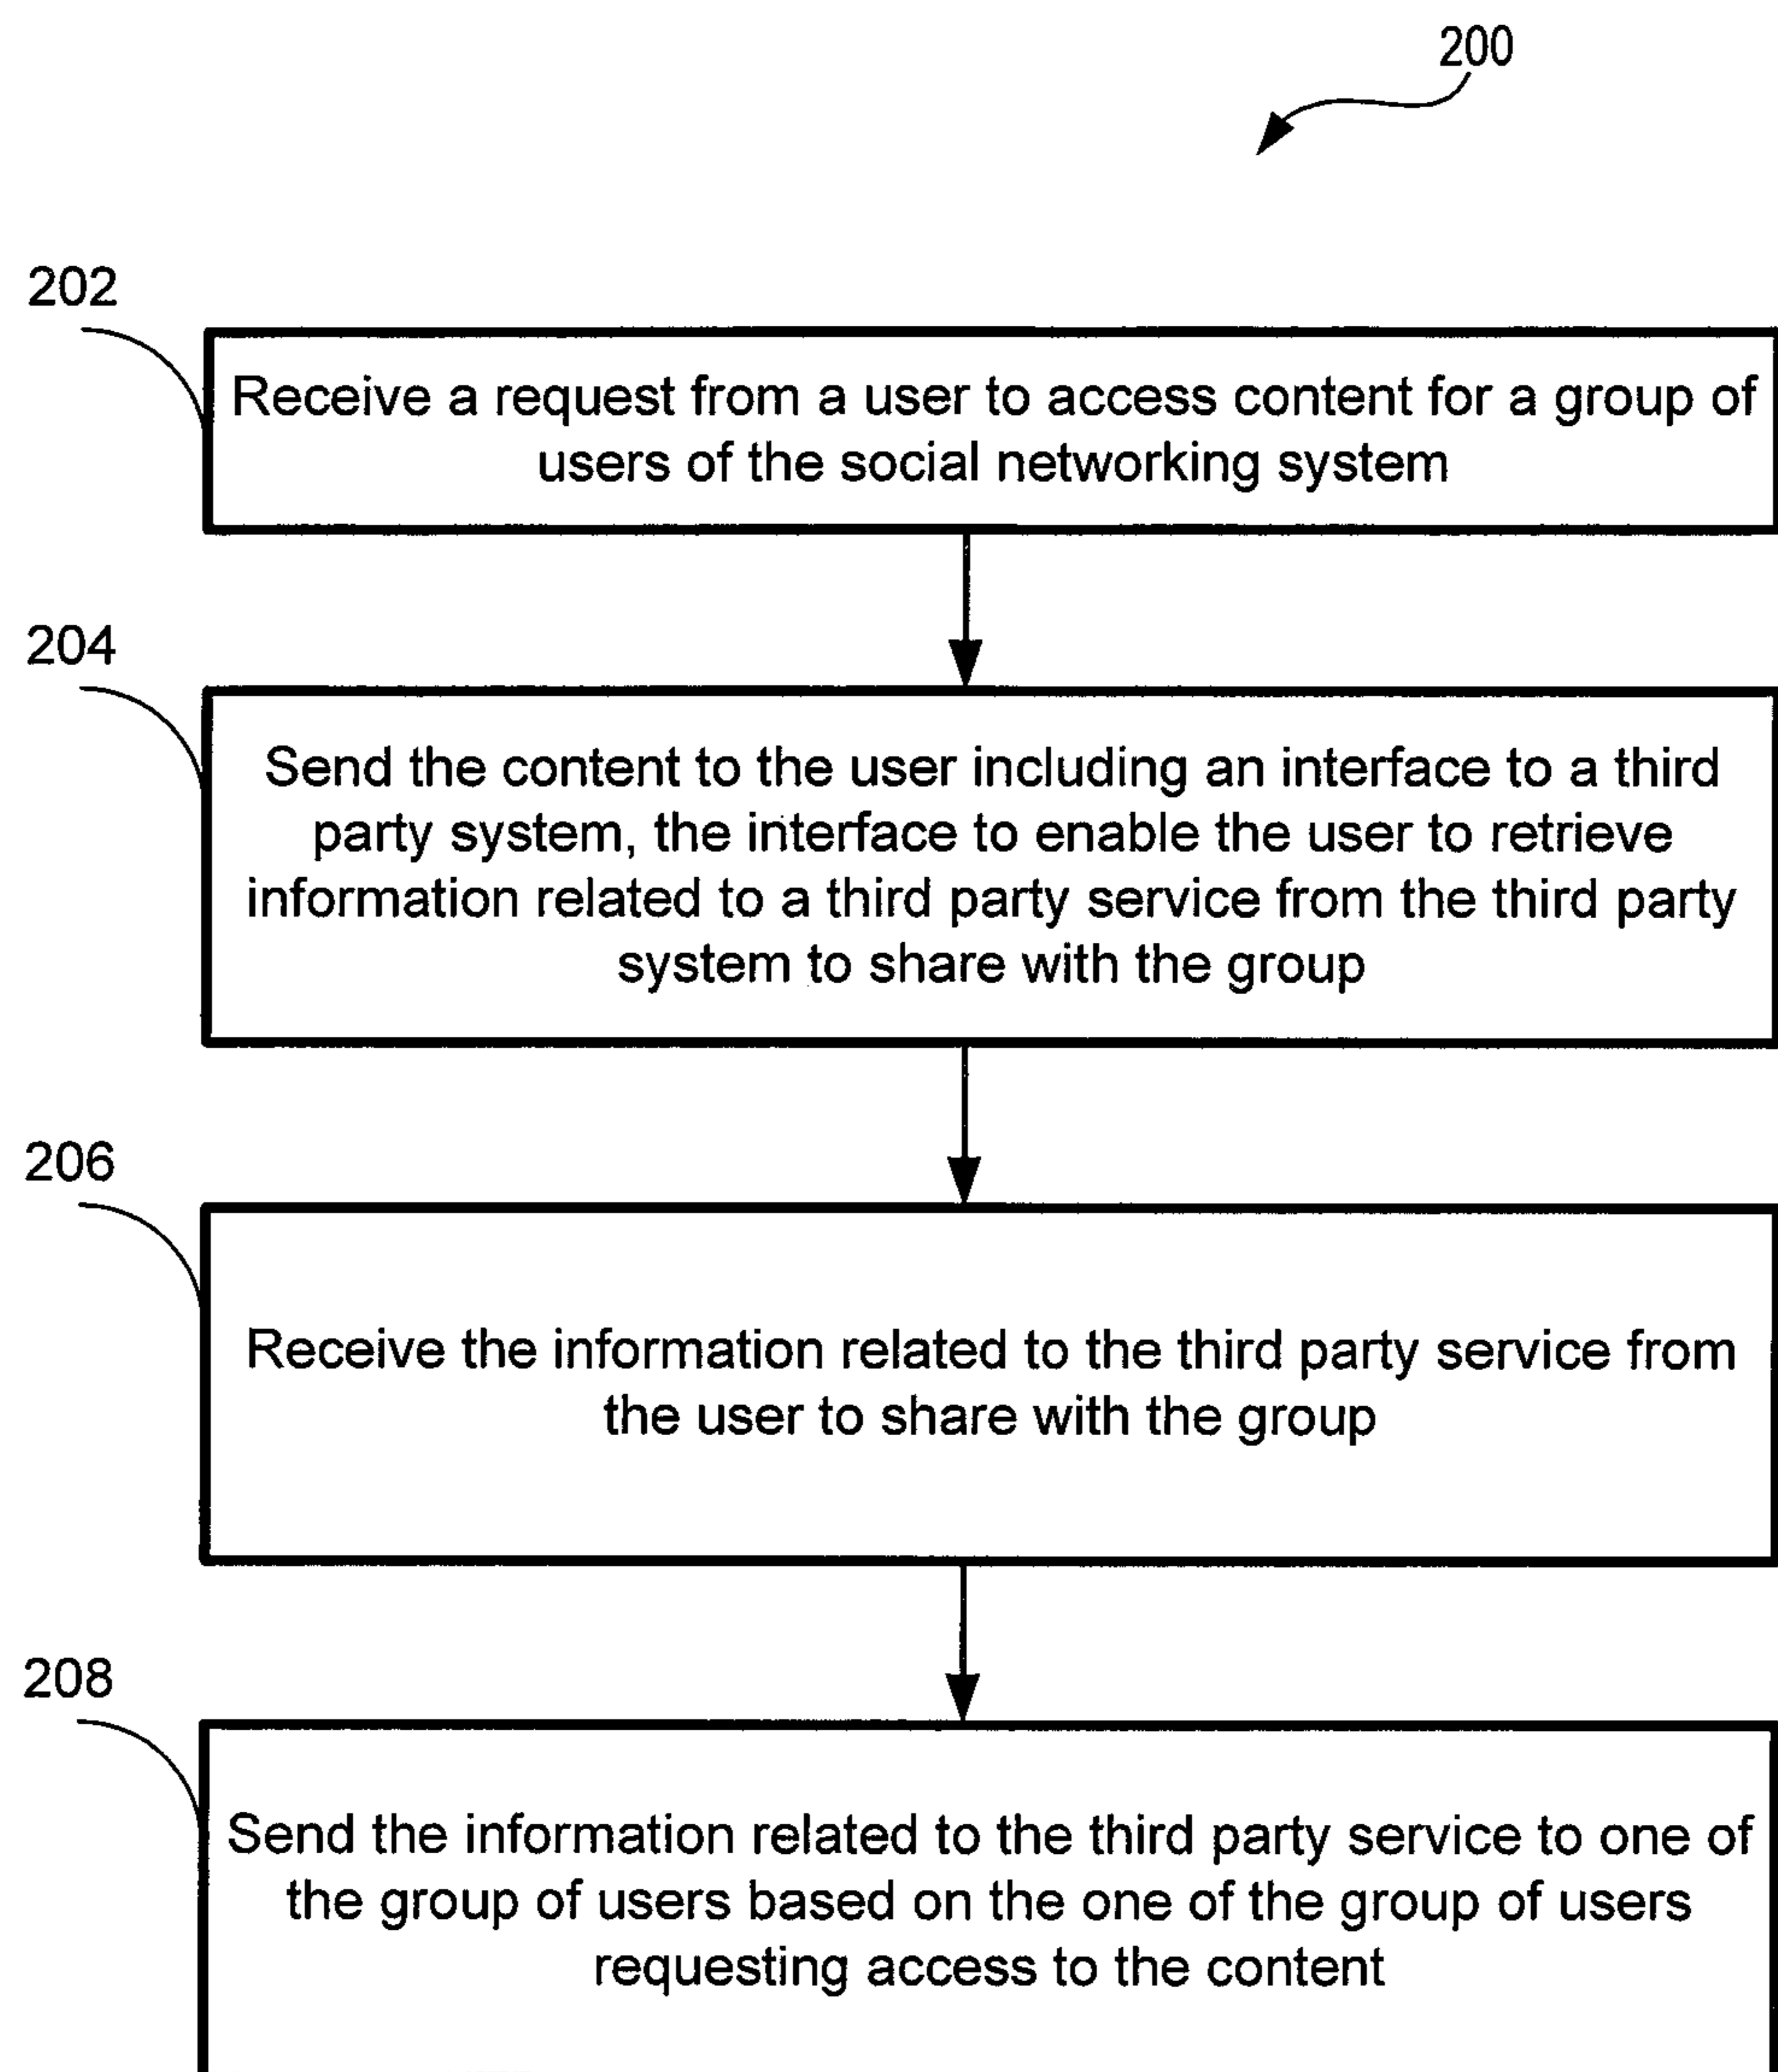 200
202
Receive a request from a user to access content for a group of
users of the social networking system
204
Send the content to the user including an interface to a third
party system, the interface to enable the user to retrieve
information related to a third party service from the third party
system to share with the group
206
Receive the information related to the third party service from
the user to share with the group
208
Send the information related to the third party service to one of
the group of users based on the one of the group of users
requesting access to the content